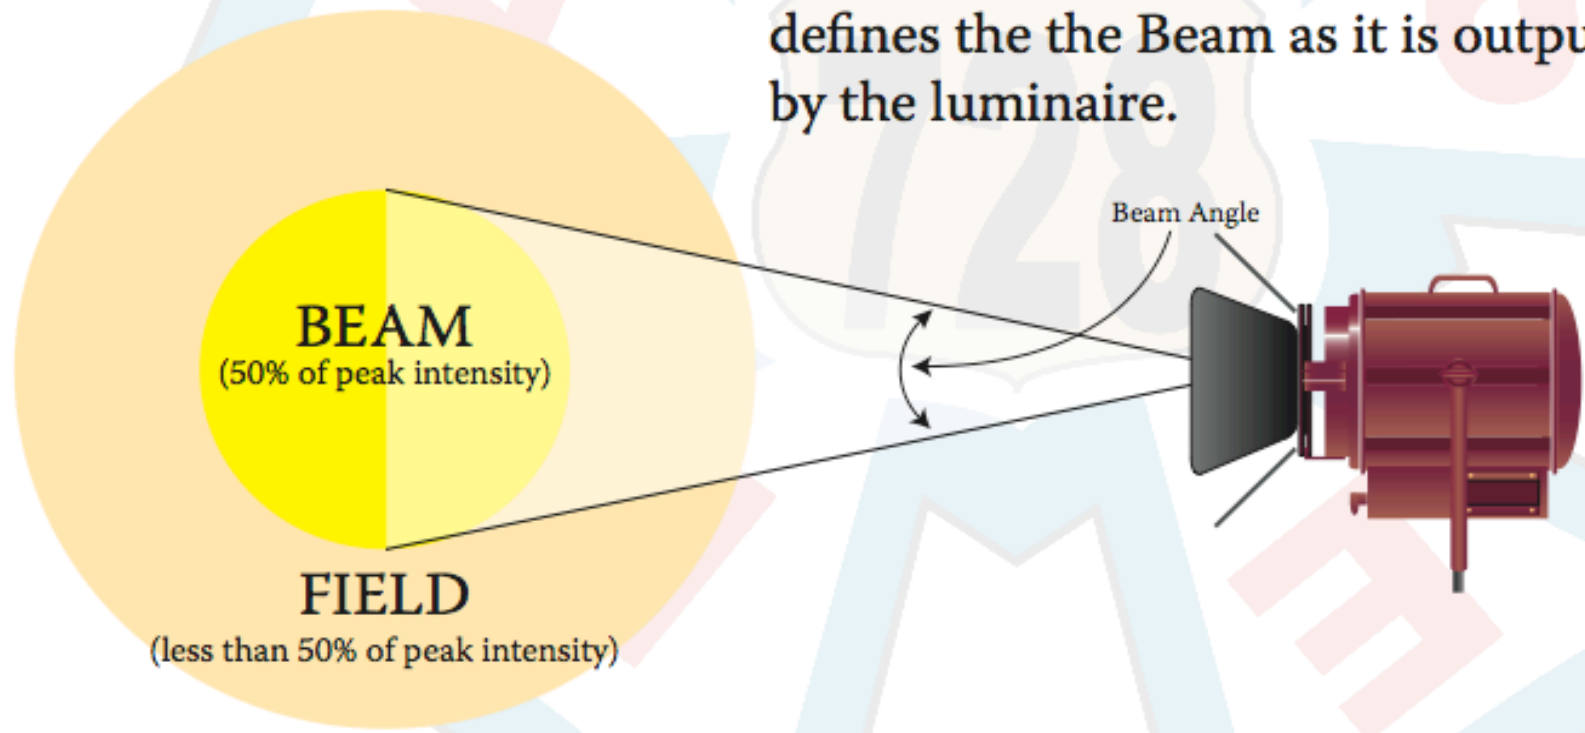 defines the the Beam as it is outpu
by the luminaire.
728
Beam Angle
BEAM
(50% of peak intensity)
FIELD
(less than 50% of peak intensity)